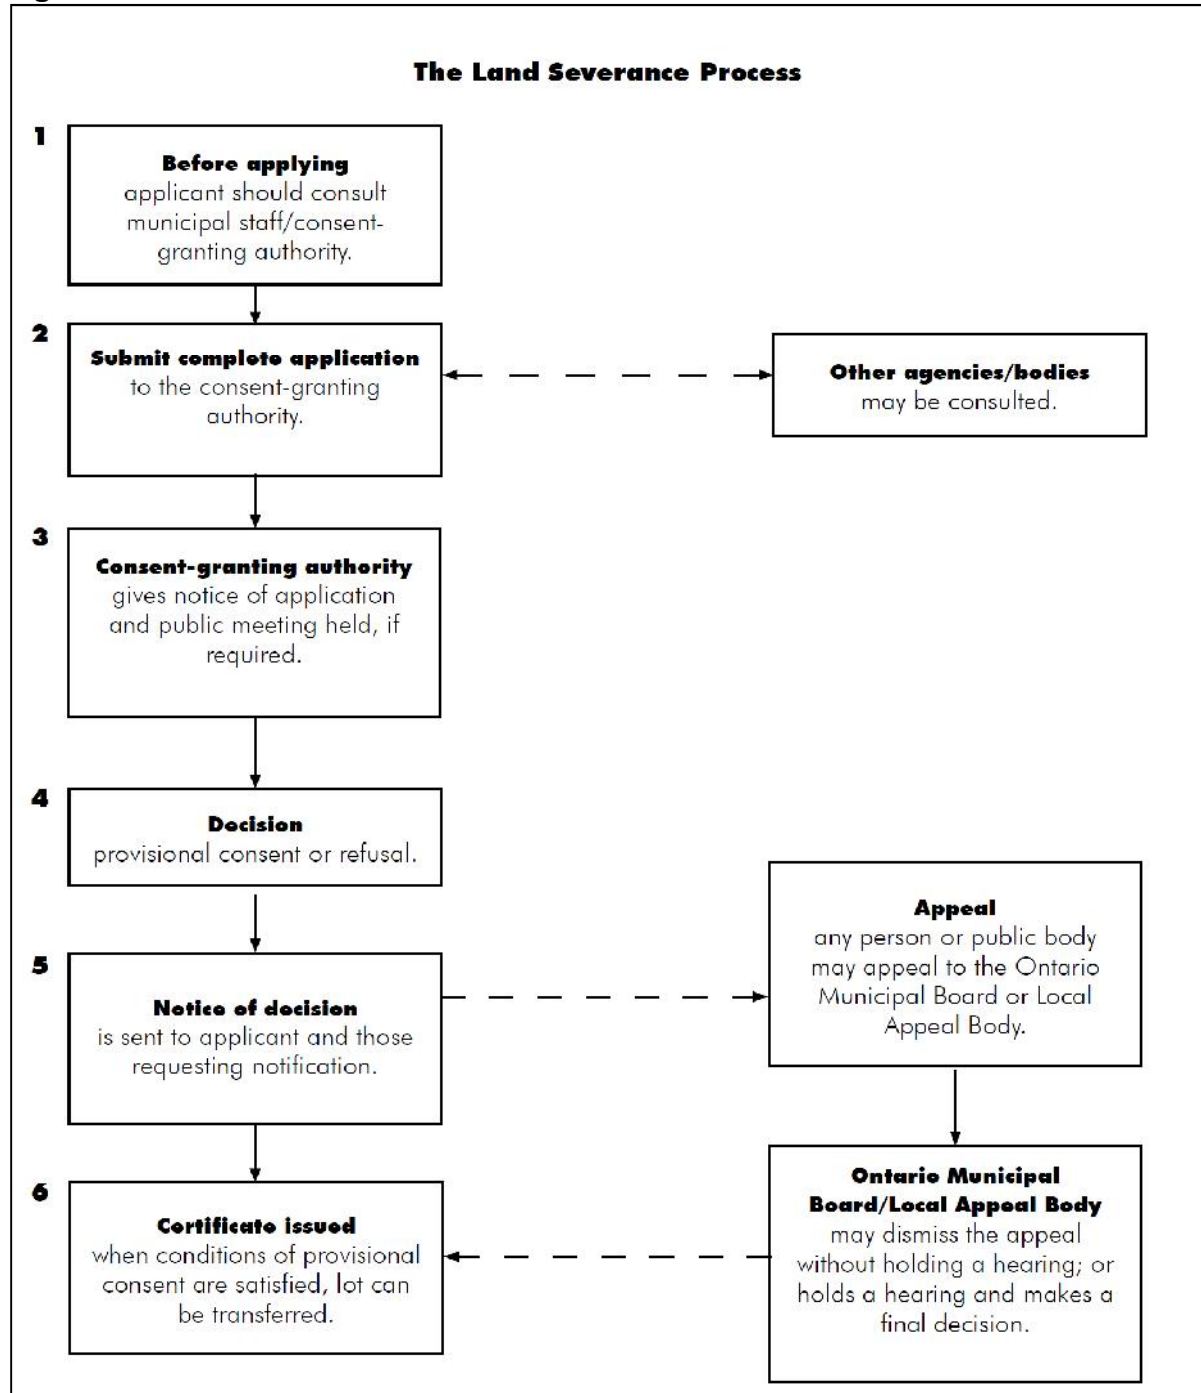 The Land Severance Process
1
Before applying
applicant should consult
municipal staff/consent-
granting authority.
2
Submit complete application
to the consent-granting
authority.
Other agencies/bodies
may be consulted.
3
Consent-granting authority
gives notice of application
and public meeting held, if
required.
4
Decision
provisional consent or refusal.
5
Notice of decision
is sent to applicant and those
requesting notification.
Appeal
any person or public body
may appeal to the Ontario
Municipal Board or Local
Appeal Body.
6
Certificate issued
when conditions of provisional
consent are satisfied, lot can
be transferred.
Ontario Municipal
Board/Local Appeal Body
may dismiss the appeal
without holding a hearing; or
holds a hearing and makes a
final decision.